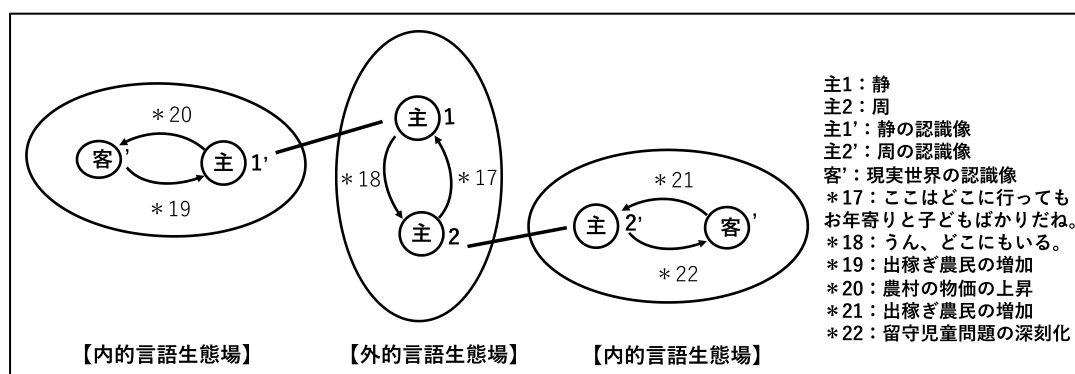 ＊20
客'
主 1'
＊19
主 1
＊18
＊17
主 2
＊21
主 2'
客'
＊22
【内的言語生態場】
【外的言語生態場】
【内的言語生態場】
主1：静
主2：周
主1'：静の認識像
主2'：周の認識像
客'：現実世界の認識像
＊17：ここはどこに行っても
お年寄りと子どもばかりだね。
＊18：うん、どこにもいる。
＊19：出稼ぎ農民の増加
＊20：農村の物価の上昇
＊21：出稼ぎ農民の増加
＊22：留守児童問題の深刻化